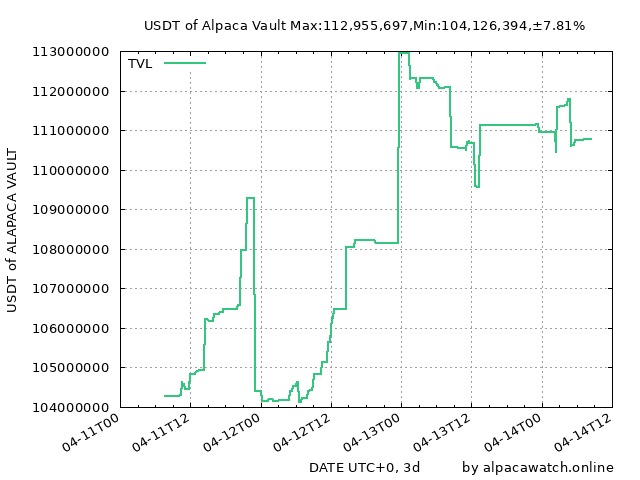 USDT of Alpaca Vault Max:112,955,697,Min:104,126,394,±7.81%
TVL
113000000
112000000
111000000
110000000
109000000
108000000
107000000
106000000
105000000
104000000
USDT of ALAPACA VAULT
04-11T00
04-11T12
04-12T00
04-12T12
04-13T00
04-13T12
04-14T00
04-14T12
DATE UTC+0, 3d
by alpacawatch.online